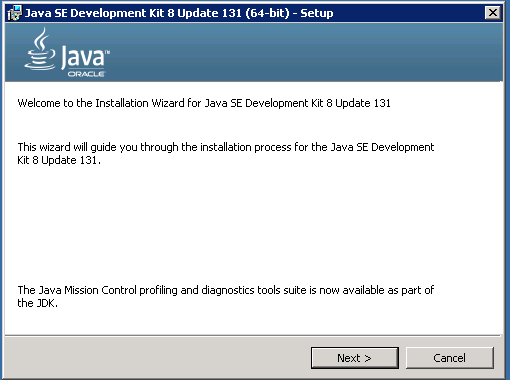 Java SE Development Kit 8 Update 131 (64-bit) - Setup
Java™
ORACLE
Welcome to the Installation Wizard for Java SE Development Kit 8 Update 131
This wizard will guide you through the installation process for the Java SE Development
Kit 8 Update 131.
The Java Mission Control profiling and diagnostics tools suite is now available as part of
the JDK.
Next >
Cancel